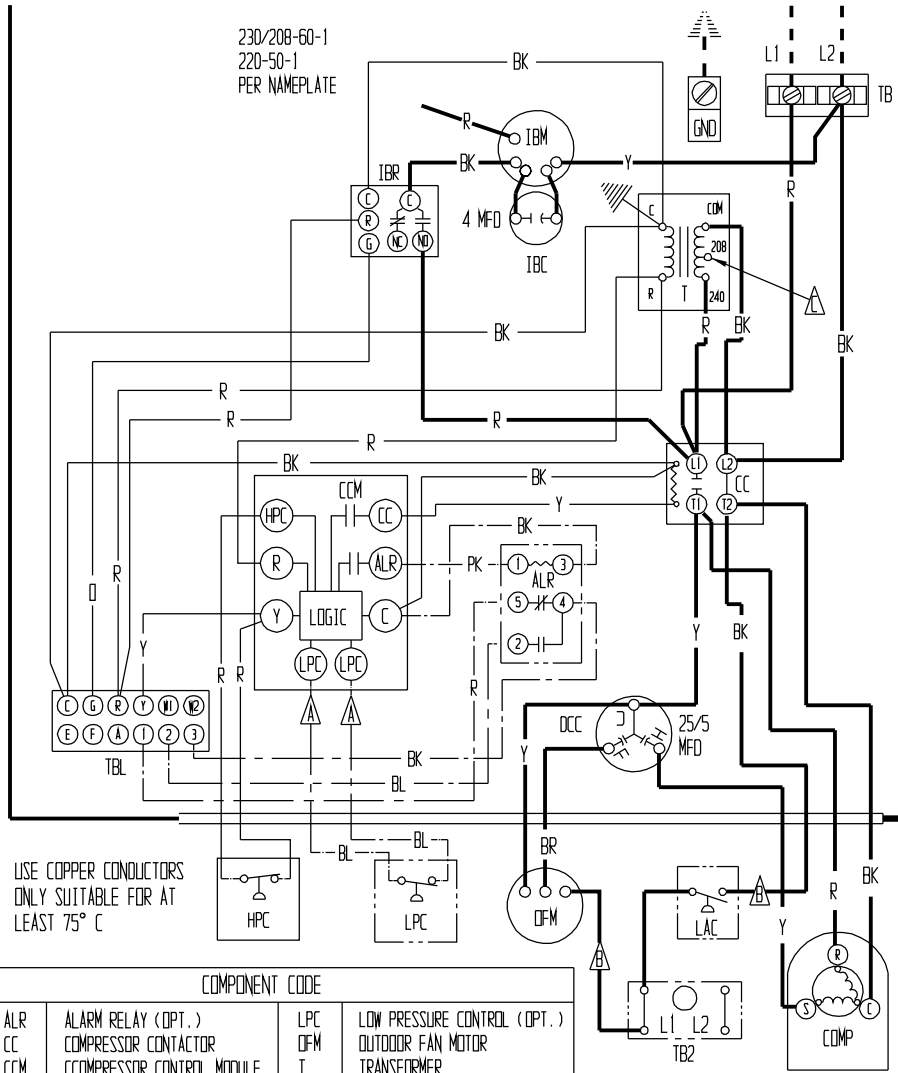 230/208-60-1
220-50-1
PER NAMEPLATE
L1 L2
TB
GND
BK
R
IBM
BK
Y
R
IBR
C
R
G
C
NC NO
4 MFD
IBC
C COM
208
R T 240
C
BK
R BK
BK
R
R
R
R
BK
BK
Y
BK
L1 L2
CC
T1 T2
CCM
HPC CC
R ALR
Y LOGIC C
LPC LPC
PK
1 3
ALR
5 4
2
O
R
Y
R R
A A
R
Y
BK
C G R Y W1 W2
E F A 1 2 3
TBL
BK
BL
DCC
C
F
H
25/5
MFD
Y
BR
BL
BL
USE COPPER CONDUCTORS
ONLY SUITABLE FOR AT
LEAST 75° C
HPC
LPC
OFM
LAC
B
B
Y
R
BK
R
S C
COMP
L1 L2
TB2
COMPONENT CODE
ALR ALARM RELAY (OPT.) LPC LOW PRESSURE CONTROL (OPT.)
CC COMPRESSOR CONTACTOR OFM OUTDOOR FAN MOTOR
CCM CCOMPRESSOR CONTROL MODULE T TRANSFORMER